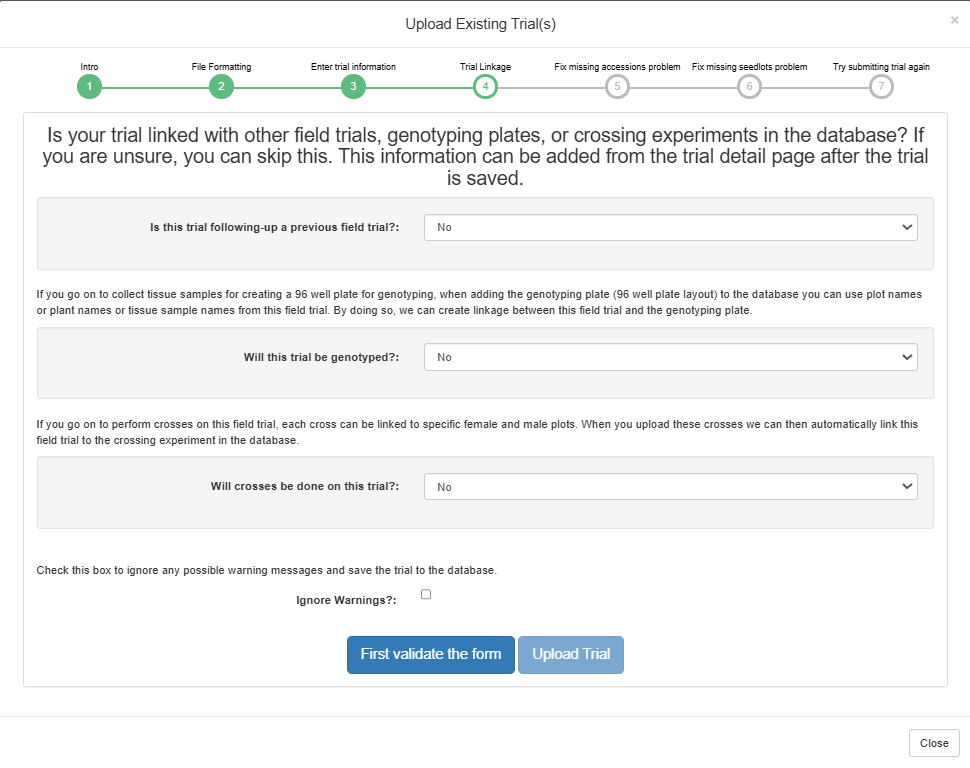 Upload Existing Trial(s)
×
Intro
File Formatting
Enter trial information
Trial Linkage
Fix missing accessions problem
Fix missing seedlots problem
Try submitting trial again
1
2
3
4
5
6
7
Is your trial linked with other field trials, genotyping plates, or crossing experiments in the database? If
you are unsure, you can skip this. This information can be added from the trial detail page after the trial
is saved.
Is this trial following-up a previous field trial?:
No
If you go on to collect tissue samples for creating a 96 well plate for genotyping, when adding the genotyping plate (96 well plate layout) to the database you can use plot names
or plant names or tissue sample names from this field trial. By doing so, we can create linkage between this field trial and the genotyping plate.
Will this trial be genotyped?:
No
If you go on to perform crosses on this field trial, each cross can be linked to specific female and male plots. When you upload these crosses we can then automatically link this
field trial to the crossing experiment in the database.
Will crosses be done on this trial?:
No
Check this box to ignore any possible warning messages and save the trial to the database.
Ignore Warnings?:
First validate the form
Upload Trial
Close